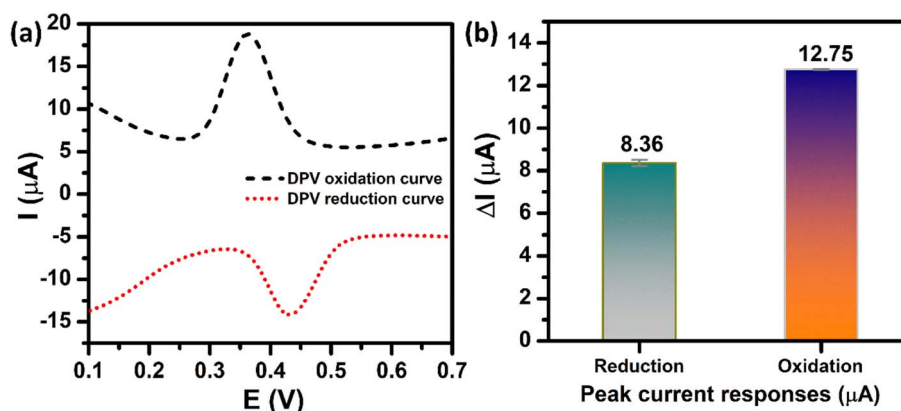 (a)
20
15
10
5
0
-5
-10
-15
I (μA)
DPV oxidation curve
DPV reduction curve
0.1 0.2 0.3 0.4 0.5 0.6 0.7
E (V)
(b)
14
12
10
8
6
4
2
0
ΔI (μA)
8.36
12.75
Reduction Oxidation
Peak current responses (μA)